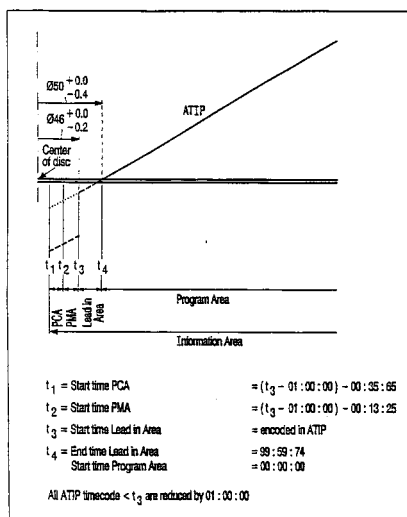 Ø50 +0.0 -0.4
ATIP
Ø46 +0.0 -0.2
Center of disc
t1 t2 t3 t4
PCA
PMA
Lead in Area
Program Area
Information Area
t1 = Start time PCA = (t3 - 01:00:00) - 00:35:65
t2 = Start time PMA = (t3 - 01:00:00) - 00:13:25
t3 = Start time Lead in Area = encoded in ATIP
t4 = End time Lead in Area = 99:59:74
Start time Program Area = 00:00:00
All ATIP timecode < t3 are reduced by 01:00:00